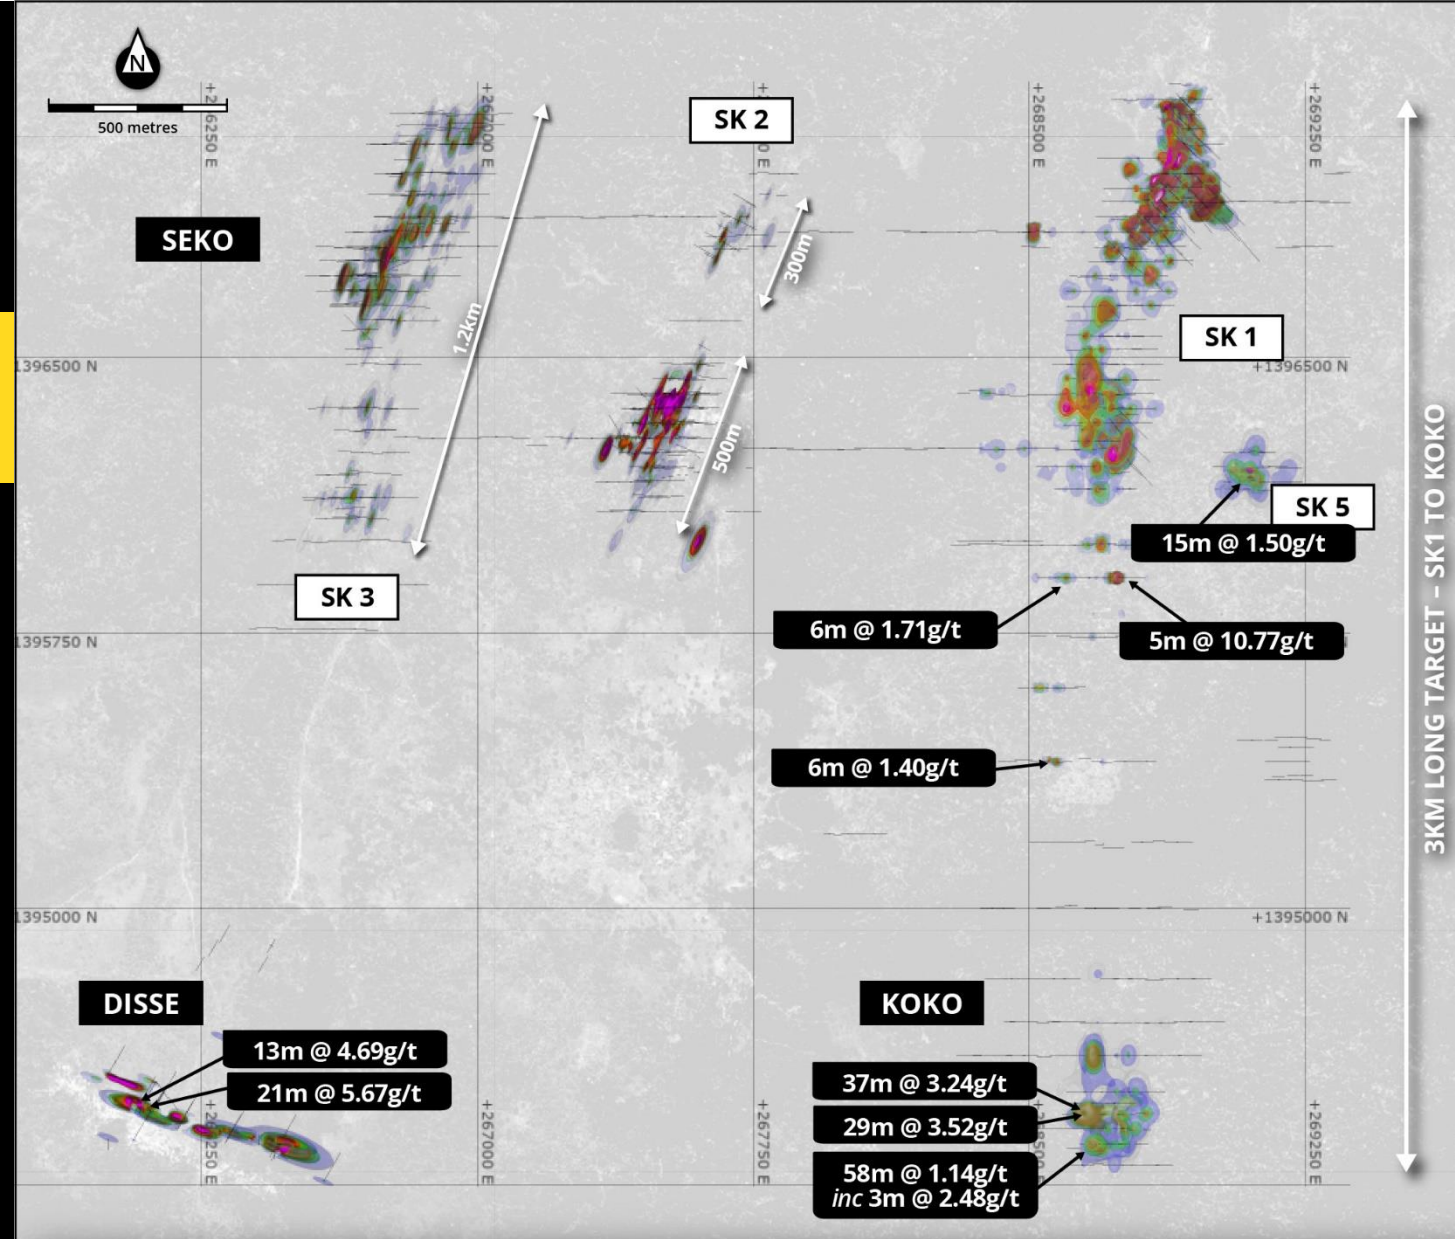 N
500 metres
+266250 E
+267000 E
SK 2
E
+268500 E
+269250 E
SEKO
300m
1.2km
SK 1
1396500 N
+1396500 N
500m
SK 5
15m @ 1.50g/t
SK 3
6m @ 1.71g/t
5m @ 10.77g/t
1395750 N
6m @ 1.40g/t
3KM LONG TARGET – SK1 TO KOKO
1395000 N
+1395000 N
DISSE
KOKO
13m @ 4.69g/t
21m @ 5.67g/t
37m @ 3.24g/t
29m @ 3.52g/t
58m @ 1.14g/t
inc 3m @ 2.48g/t
+267000 E
+267750 E
+269250 E